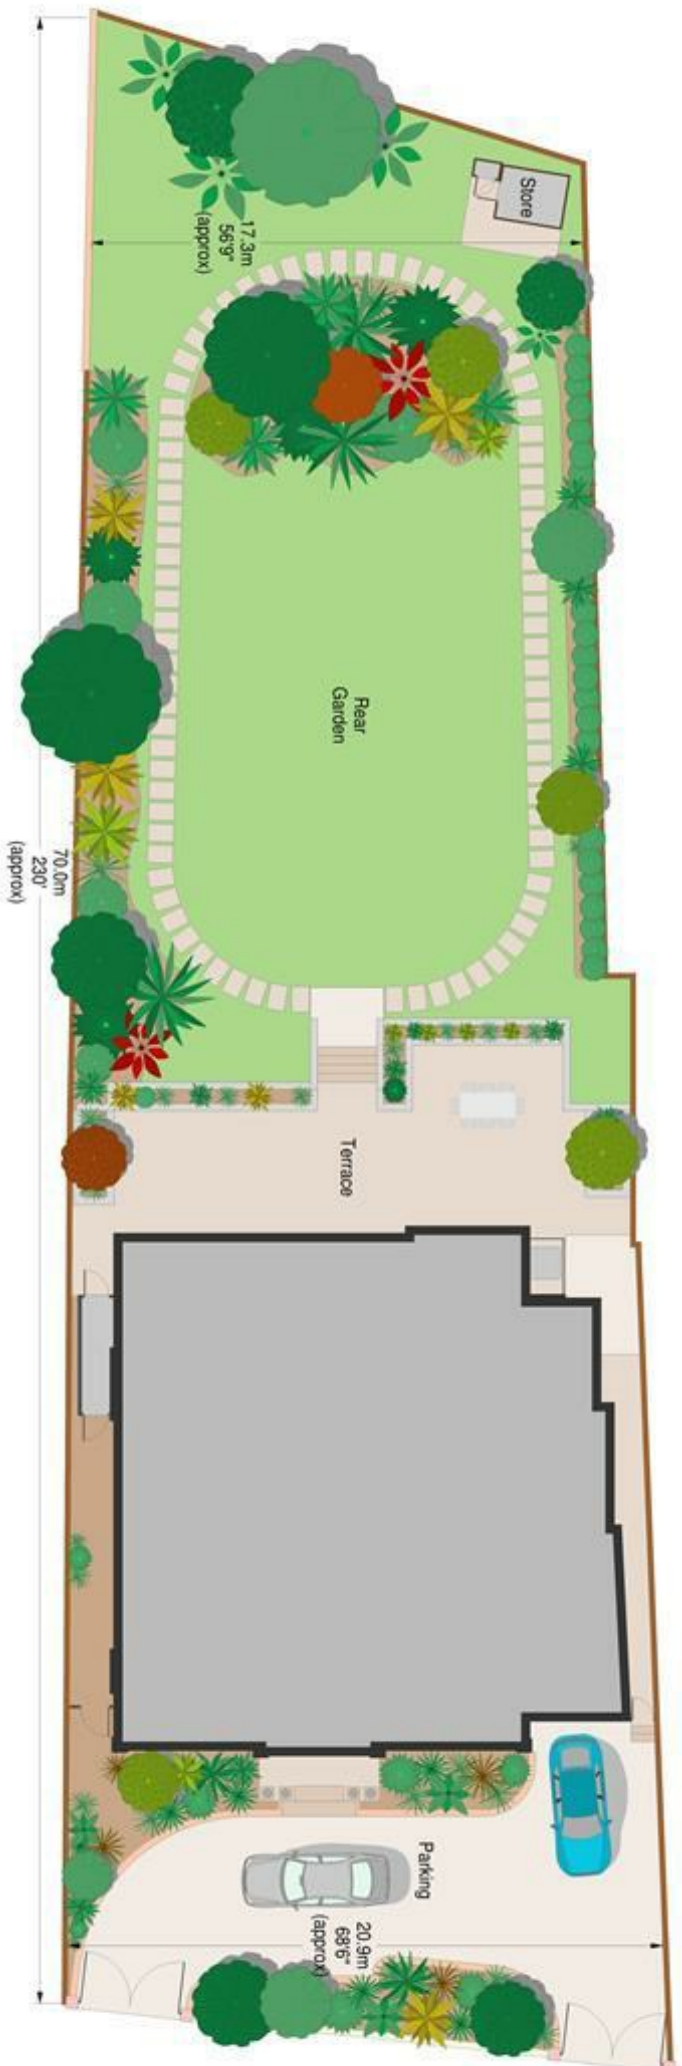 Store
17.3m
56'9"
(approx)
Rear
Garden
70.0m
230'
(approx)
Terrace
Parking
20.9m
68'6"
(approx)